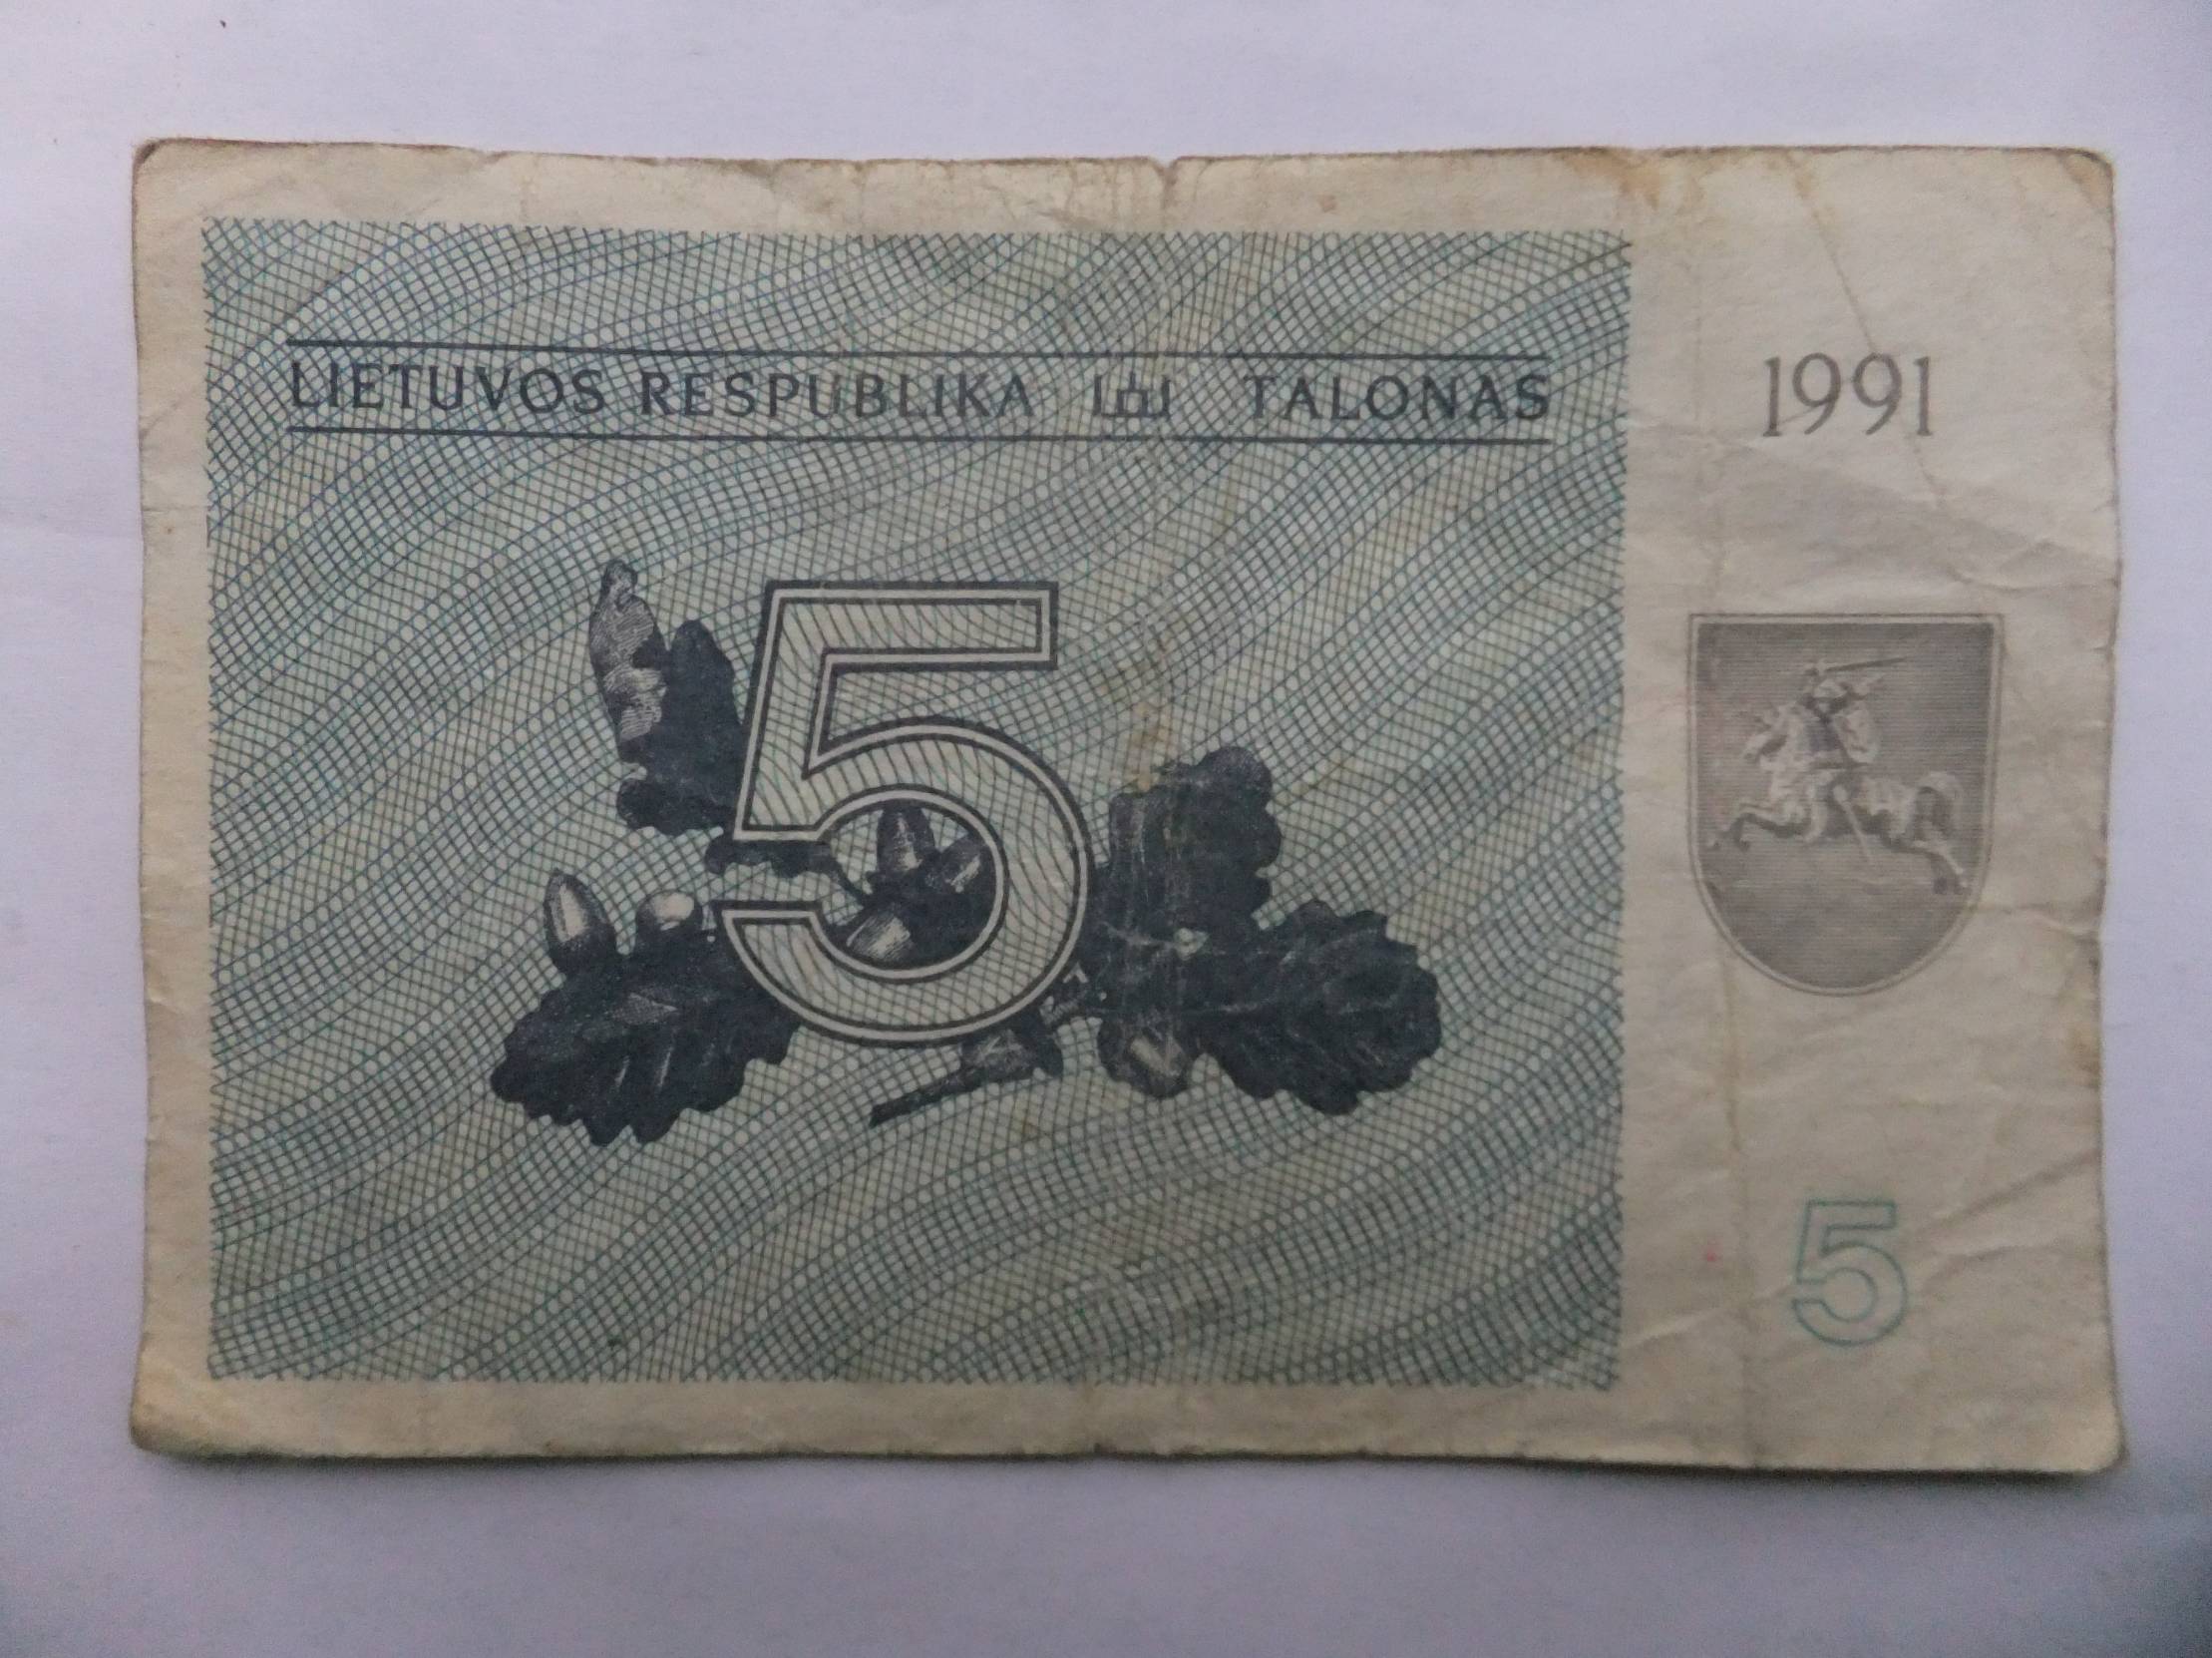 LIETUVOS RESPUBLIKA TALONAS
1991
5
5